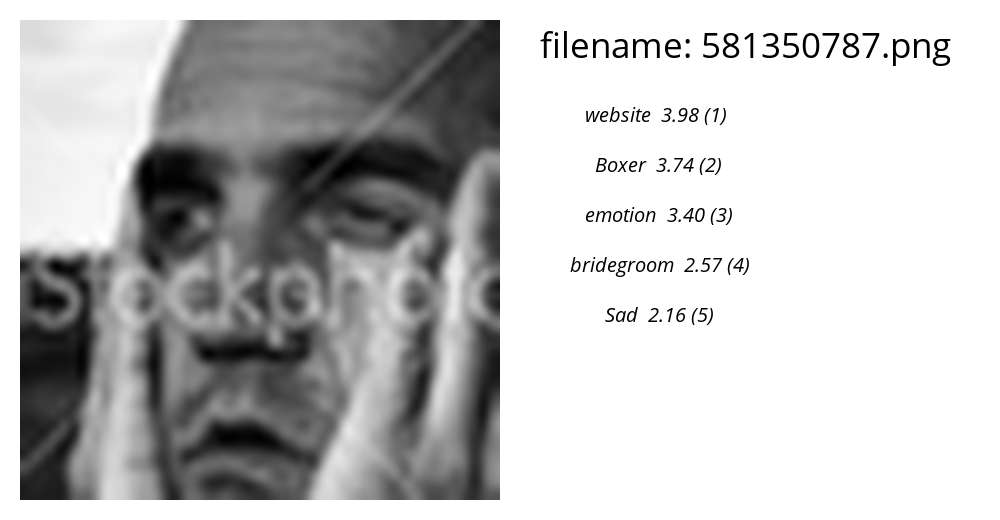 filename: 581350787.png
website 3.98 (1)
Boxer 3.74 (2)
emotion 3.40 (3)
bridegroom 2.57 (4)
Sad 2.16 (5)
iStockphoto